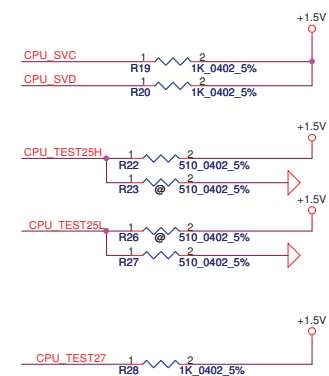 +1.5V
CPU_SVC 1 2
R19 1K_0402_5%
CPU_SVD 1 2
R20 1K_0402_5%
+1.5V
CPU_TEST25H 1 2
R22 510_0402_5%
1 2
R23 @ 510_0402_5%
+1.5V
CPU_TEST25L 1 2
R26 @ 510_0402_5%
1 2
R27 510_0402_5%
+1.5V
CPU_TEST27 1 2
R28 1K_0402_5%